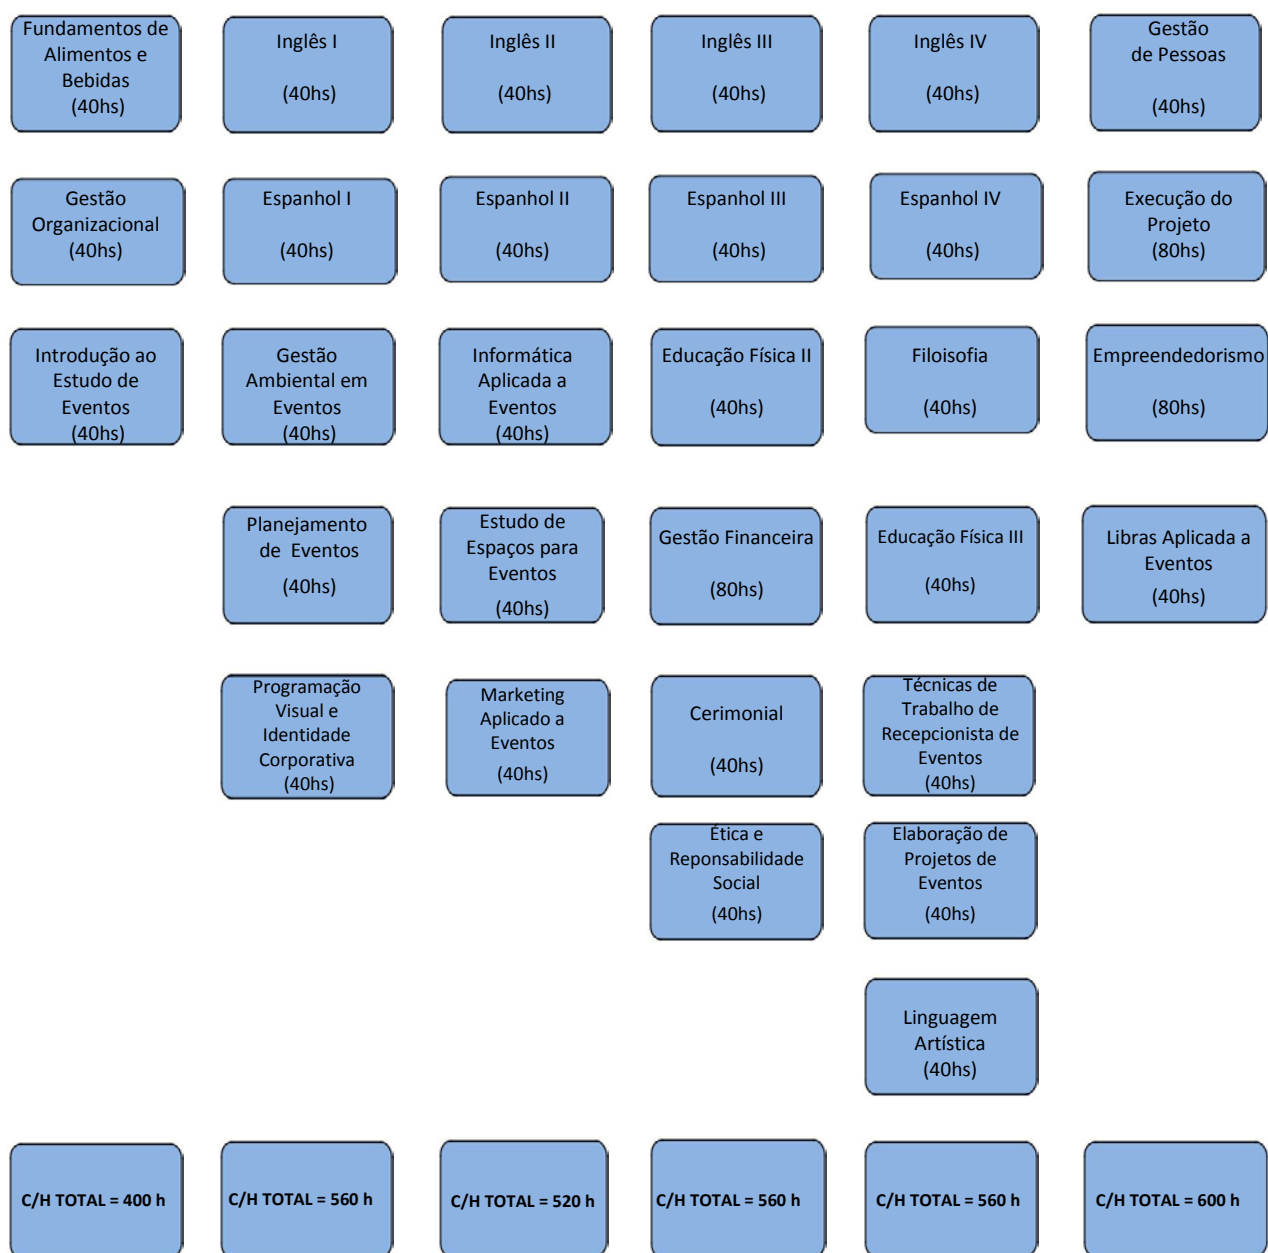 Fundamentos de
Alimentos e
Bebidas
(40hs)
Inglês I
(40hs)
Inglês II
(40hs)
Inglês III
(40hs)
Inglês IV
(40hs)
Gestão
de Pessoas
(40hs)
Gestão
Organizacional
(40hs)
Espanhol I
(40hs)
Espanhol II
(40hs)
Espanhol III
(40hs)
Espanhol IV
(40hs)
Execução do
Projeto
(80hs)
Introdução ao
Estudo de
Eventos
(40hs)
Gestão
Ambiental em
Eventos
(40hs)
Informática
Aplicada a
Eventos
(40hs)
Educação Física II
(40hs)
Filoisofia
(40hs)
Empreendedorismo
(80hs)
Planejamento
de Eventos
(40hs)
Estudo de
Espaços para
Eventos
(40hs)
Gestão Financeira
(80hs)
Educação Física III
(40hs)
Libras Aplicada a
Eventos
(40hs)
Programação
Visual e
Identidade
Corporativa
(40hs)
Marketing
Aplicado a
Eventos
(40hs)
Cerimonial
(40hs)
Técnicas de
Trabalho de
Recepcionista de
Eventos
(40hs)
Ética e
Reponsabilidade
Social
(40hs)
Elaboração de
Projetos de
Eventos
(40hs)
Linguagem
Artística
(40hs)
C/H TOTAL = 400 h
C/H TOTAL = 560 h
C/H TOTAL = 520 h
C/H TOTAL = 560 h
C/H TOTAL = 560 h
C/H TOTAL = 600 h